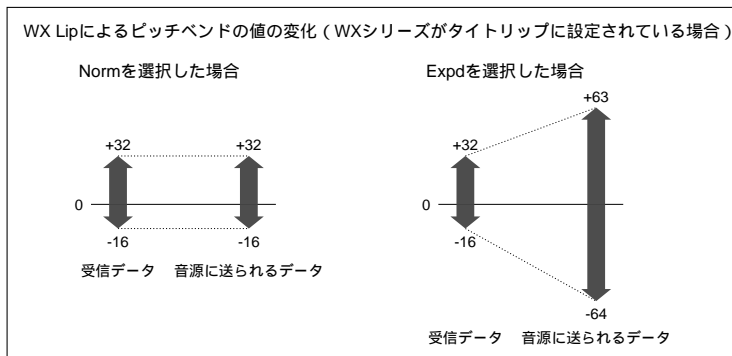 WX Lipによるピッチベンドの値の変化（WXシリーズがタイトリップに設定されている場合）
Normを選択した場合
+32 +32
0
-16 -16
受信データ 音源に送られるデータ
Expdを選択した場合
+63
+32
0
-16
-64
受信データ 音源に送られるデータ